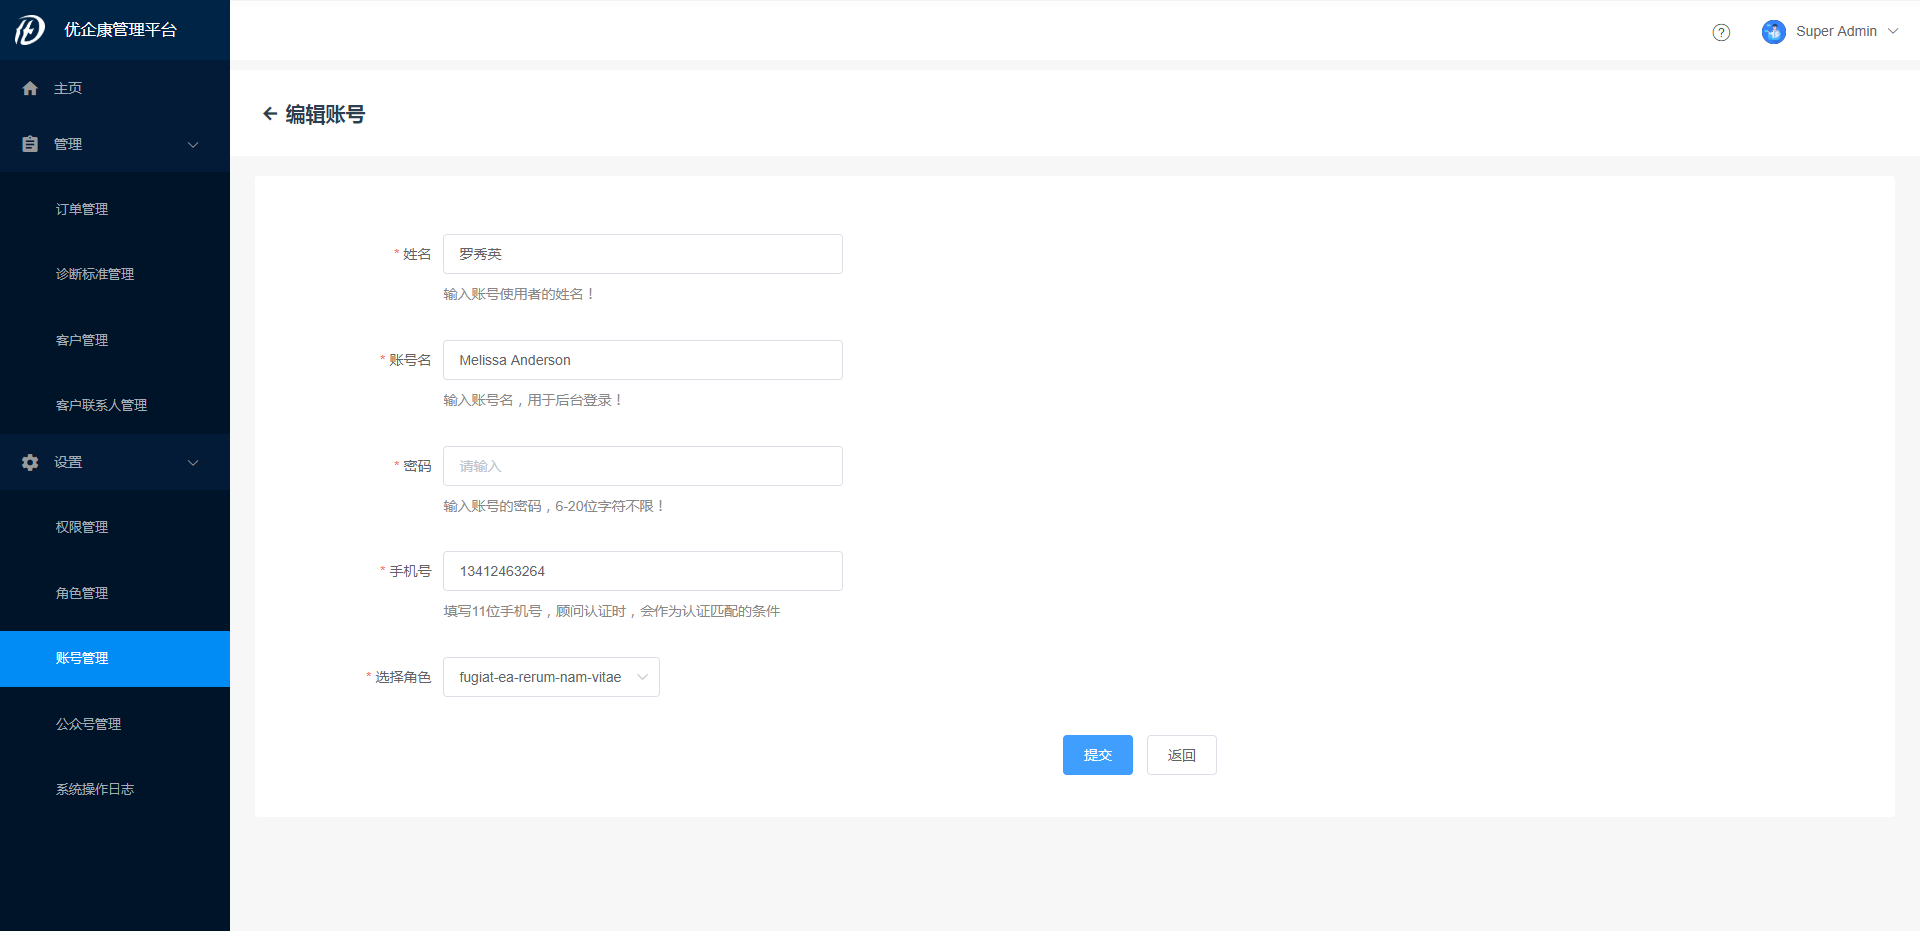 优企康管理平台
Super Admin
主页
管理
订单管理
诊断标准管理
客户管理
客户联系人管理
设置
权限管理
角色管理
账号管理
公众号管理
系统操作日志
编辑账号
* 姓名
罗秀英
输入账号使用者的姓名！
* 账号名
Melissa Anderson
输入账号名，用于后台登录！
* 密码
请输入
输入账号的密码，6-20位字符不限！
* 手机号
13412463264
填写11位手机号，顾问认证时，会作为认证匹配的条件
* 选择角色
fugiat-ea-rerum-nam-vitae
提交
返回